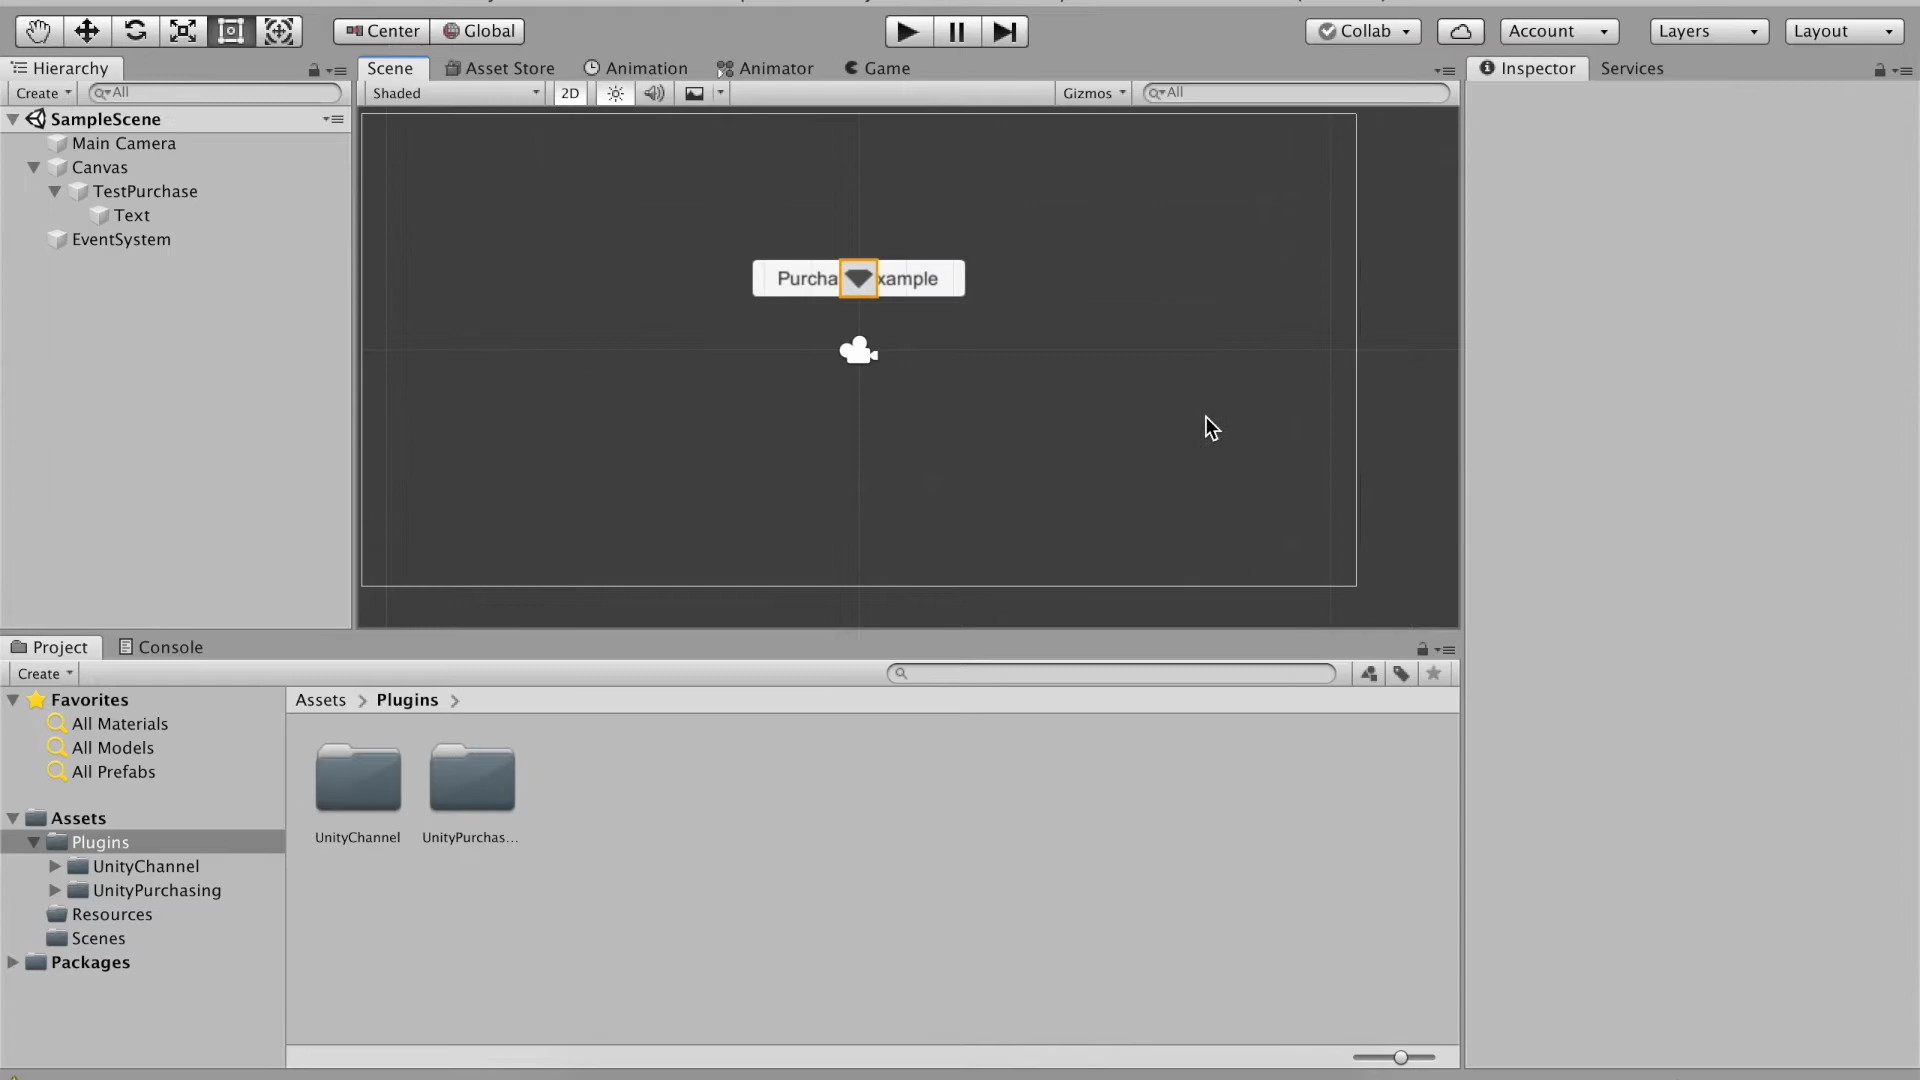 Center Global Collab Account Layers Layout
Hierarchy
Create All
SampleScene
Main Camera
Canvas
TestPurchase
Text
EventSystem
Scene Asset Store Animation Animator Game
Shaded 2D Gizmos All
Purcha xample
Inspector Services
Project Console
Create
Favorites
All Materials
All Models
All Prefabs
Assets
Plugins
UnityChannel
UnityPurchasing
Resources
Scenes
Packages
Assets > Plugins >
UnityChannel UnityPurchas...